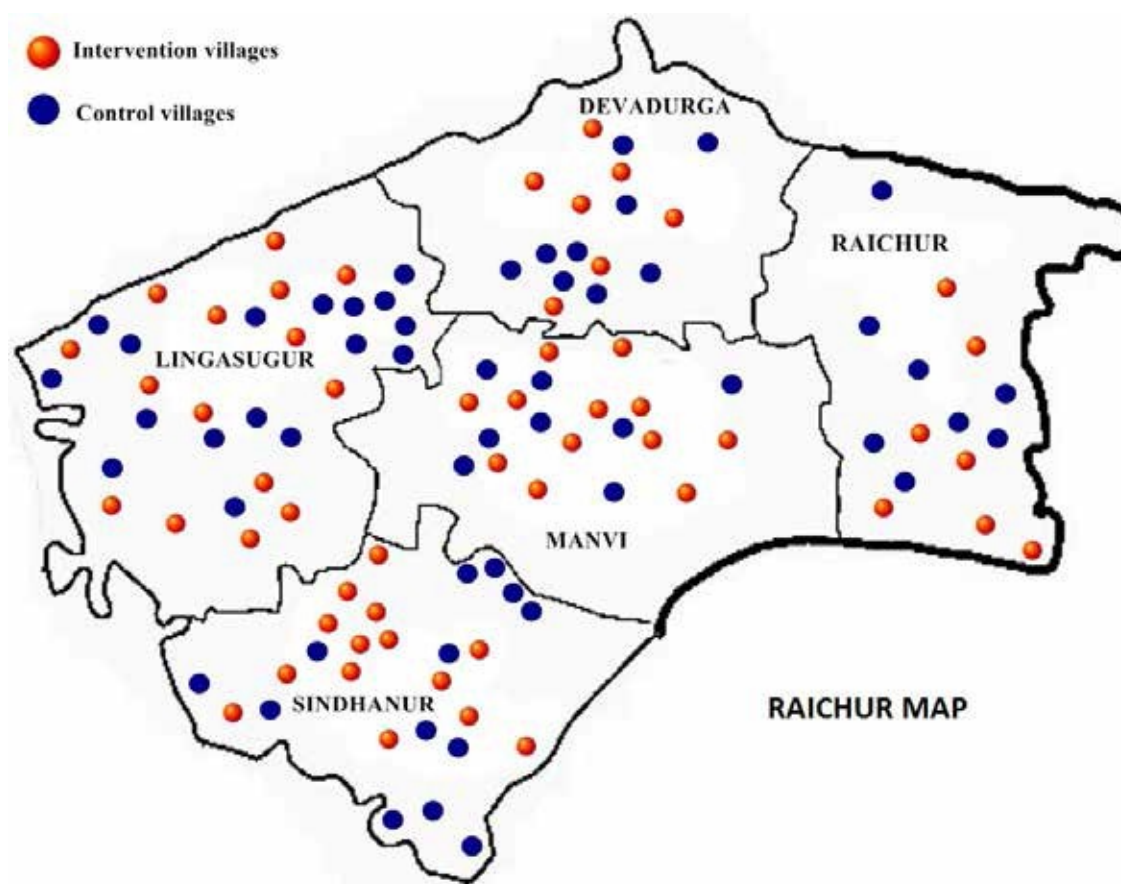 Intervention villages
Control villages
DEVADURGA
RAICHUR
LINGASUGUR
MANVI
SINDHANUR
RAICHUR MAP